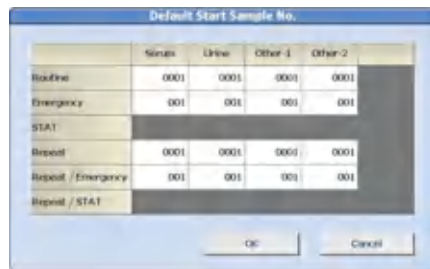 Default Start Sample No.
Serum Urine Other-1 Other-2
Routine 0001 0001 0001 0001
Emergency 001 001 001 001
STAT
Repeat 0001 0001 0001 0001
Repeat / Emergency 001 001 001 001
Repeat / STAT
OK Cancel